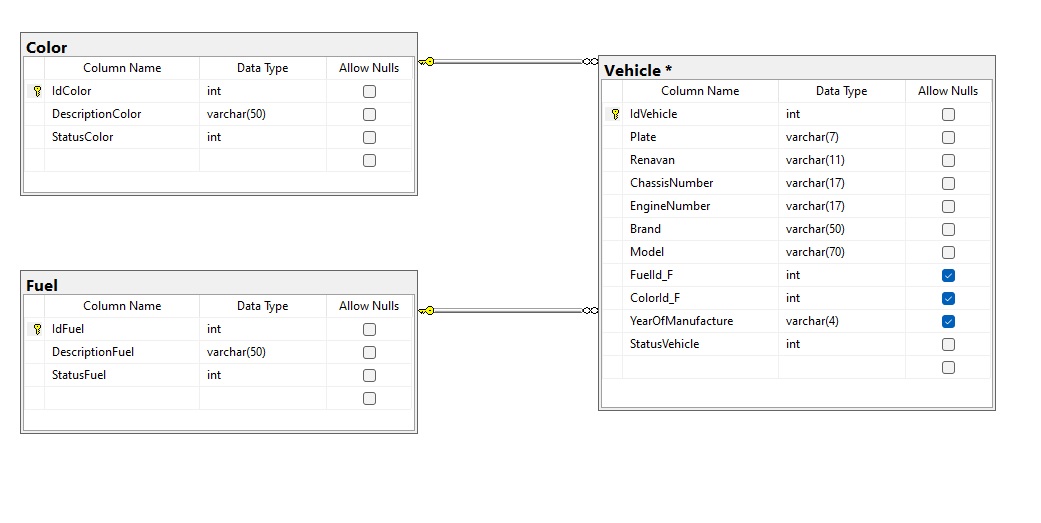 Color
Column Name Data Type Allow Nulls
IdColor int
DescriptionColor varchar(50)
StatusColor int
Fuel
Column Name Data Type Allow Nulls
IdFuel int
DescriptionFuel varchar(50)
StatusFuel int
Vehicle *
Column Name Data Type Allow Nulls
IdVehicle int
Plate varchar(7)
Renavan varchar(11)
ChassisNumber varchar(17)
EngineNumber varchar(17)
Brand varchar(50)
Model varchar(70)
FuelId_F int
ColorId_F int
YearOfManufacture varchar(4)
StatusVehicle int